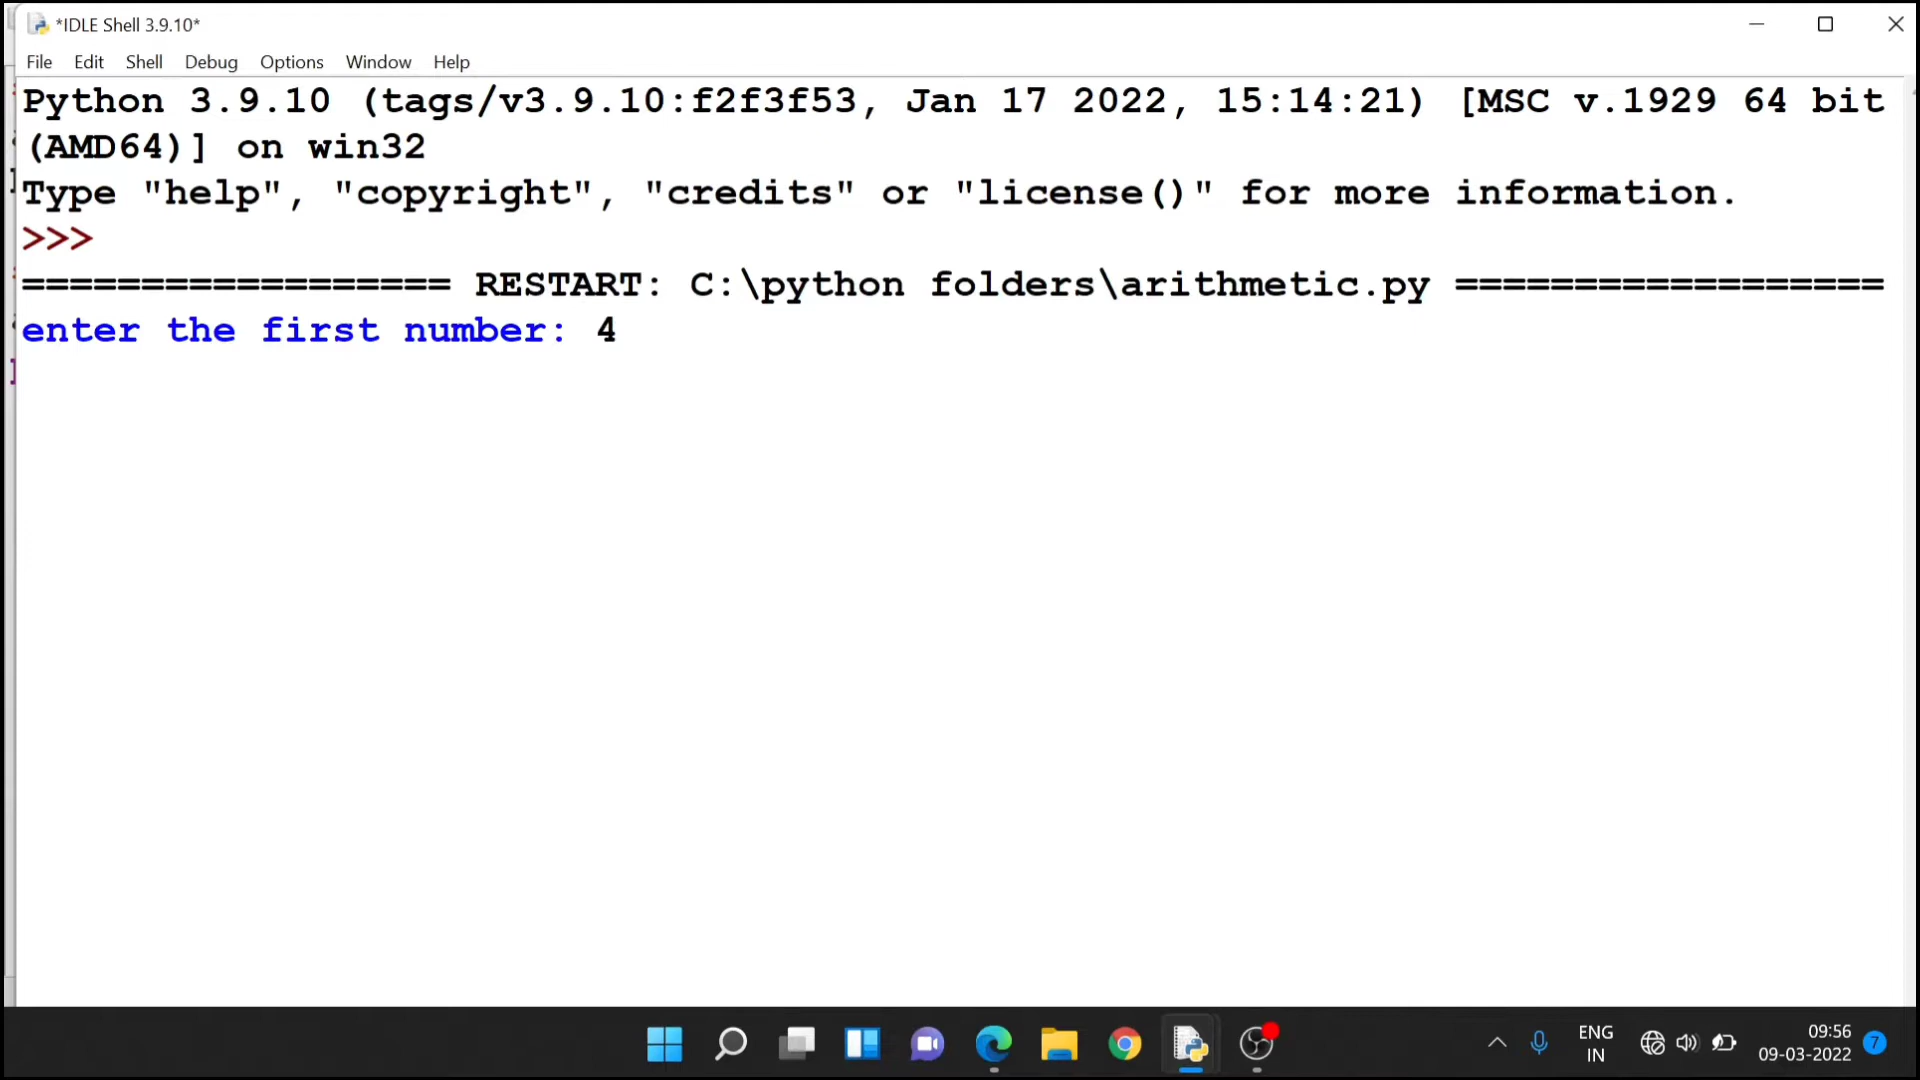 *IDLE Shell 3.9.10*
File Edit Shell Debug Options Window Help
Python 3.9.10 (tags/v3.9.10:f2f3f53, Jan 17 2022, 15:14:21) [MSC v.1929 64 bit
(AMD64)] on win32
Type "help", "copyright", "credits" or "license()" for more information.
>>>
================== RESTART: C:\python folders\arithmetic.py ==================
enter the first number: 4
ENG
IN
09:56
09-03-2022
7